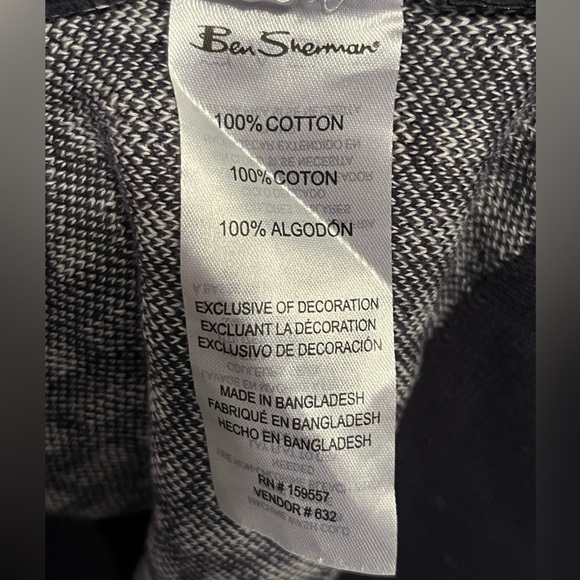 Ben Sherman®
100% COTTON
100% COTON
100% ALGODÓN
EXCLUSIVE OF DECORATION
EXCLUANT LA DÉCORATION
EXCLUSIVO DE DECORACIÓN
MADE IN BANGLADESH
FABRIQUÉ EN BANGLADESH
HECHO EN BANGLADESH
RN # 159557
VENDOR # 632